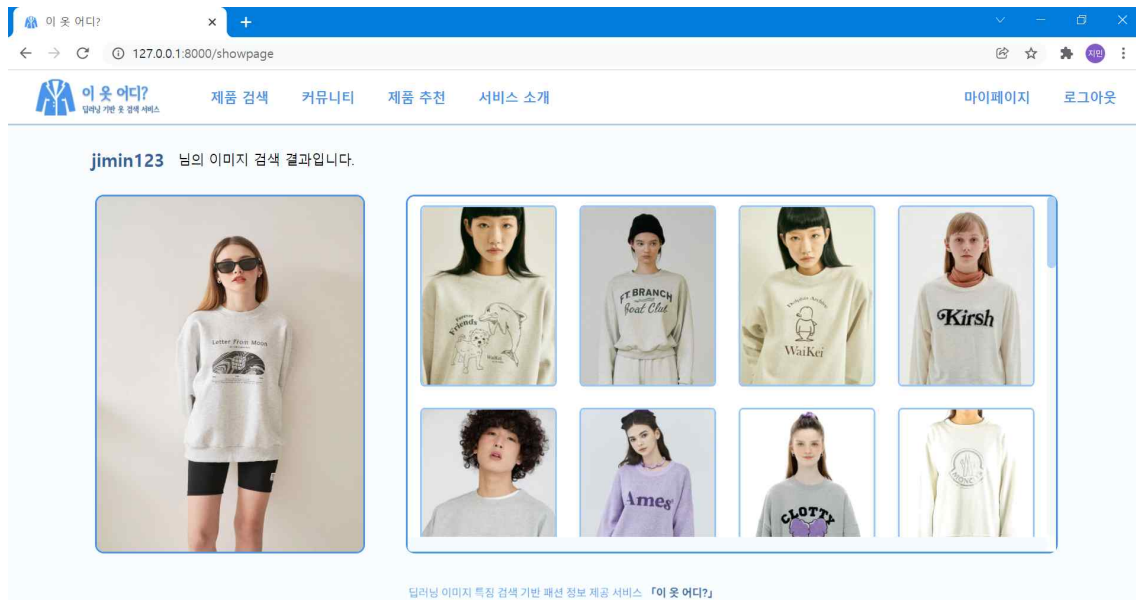 이 옷 어디?
127.0.0.1:8000/showpage
지민
이 옷 어디?
딥러닝 기반 옷 검색 서비스
제품 검색
커뮤니티
제품 추천
서비스 소개
마이페이지
로그아웃
jimin123 님의 이미지 검색 결과입니다.
Letter From Moon
Friends
FT. BRANCH
Boat Club
WaiKei
Kirsh
Ames
CLOTTY
딥러닝 이미지 특징 검색 기반 패션 정보 제공 서비스 「이 옷 어디?」